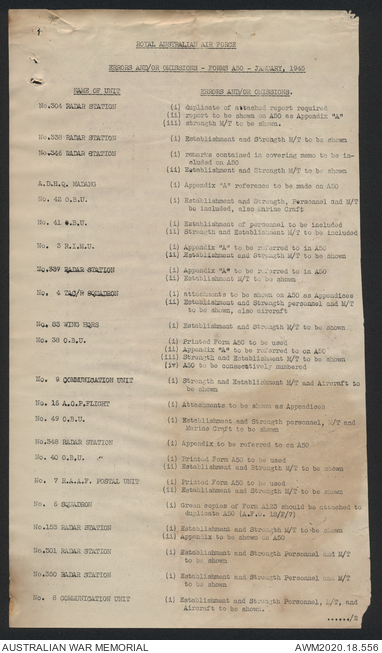 ROYAL AUSTRALIAN AIR FORCE
ERRORS AND/OR OMISSIONS - FORMS A50 - JANUARY, 1945
NAME OF UNIT ERRORS AND/OR OMISSIONS.
No.304 RADAR STATION (i) duplicate of attached report required
(ii) report to be shown on A50 as Appendix "A"
(iii) strength M/T to be shown.
No.338 RADAR STATION (i) Establishment and Strength M/T to be shown
No.346 RADAR STATION (i) remarks contained in covering memo to be in-
cluded on A50
(ii) Establishment and Strength M/T to be shown
A.D.H.Q. MADANG (i) Appendix "A" reference to be made on A50
No. 42 O.B.U. (i) Establishment and Strength, Personnel and M/T
be included, also Marine Craft
No. 41 O.B.U. (i) Establishment of personnel to be included
(ii) Strength and Establishment M/T to be included
No. 3 R.I.M.U. (i) Appendix "A" to be referred to in A50
(ii) Establishment and Strength M/T to be shown
No.337 RADAR STATION (i) Appendix "A" to be referred to in A50
(ii) Establishment M/T to be shown
No. 4 TAC/R SQUADRON (i) attachments to be shown on A50 as Appendices
(ii) Establishment and Strength personnel and M/T
to be shown, also aircraft
No. 83 WING HQRS (i) Establishment and Strength M/T to be shown
No. 38 O.B.U. (i) Printed Form A50 to be used
(ii) Appendix "A" to be referred to on A50
(iii) Strength and Establishment M/T to be shown
(iv) A50 to be consecutively numbered
No. 9 COMMUNICATION UNIT (i) Strength and Establishment M/T and Aircraft to
be shown
No. 16 A.O.P.FLIGHT (i) Attachments to be shown as Appendices
No. 49 O.B.U. (i) Establishment and Strength personnel, M/T and
Marine Craft to be shown
No.348 RADAR STATION (i) Appendix to be referred to on A50
No. 40 O.B.U. (i) Printed Form A50 to be used
(ii) Establishment and Strength M/T to be shown
No. 7 R.A.A.F. POSTAL UNIT (i) Printed Form A50 to be used
(ii) Establishment and Strength M/T to be shown
No. 6 SQUADRON (i) Green copies of Form A123 should be attached to
duplicate A50 (A.F.O. 18/E/7)
No.153 RADAR STATION (i) Establishment and Strength M/T to be shown
(ii) Appendix to be shown on A50
No.301 RADAR STATION (i) Establishment and Strength Personnel and M/T
to be shown
No.350 RADAR STATION (i) Establishment and Strength Personnel and M/T
to be shown
No. 8 COMMUNICATION UNIT (i) Establishment and Strength Personnel, M/T, and
Aircraft to be shown.
....../2
AUSTRALIAN WAR MEMORIAL AWM2020.18.556